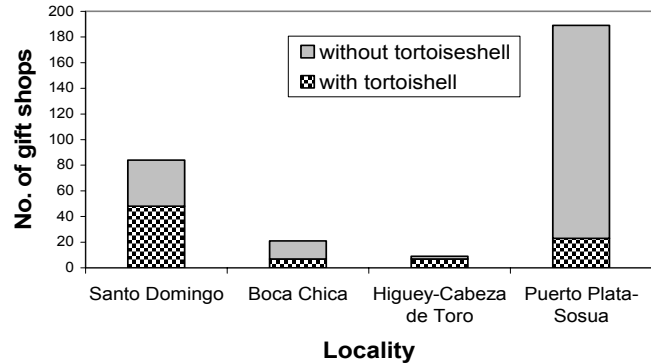 200
180
160
140
120
100
80
60
40
20
0
No. of gift shops
without tortoiseshell
with tortoishell
Santo Domingo
Boca Chica
Higuey-Cabeza
de Toro
Puerto Plata-
Sosua
Locality